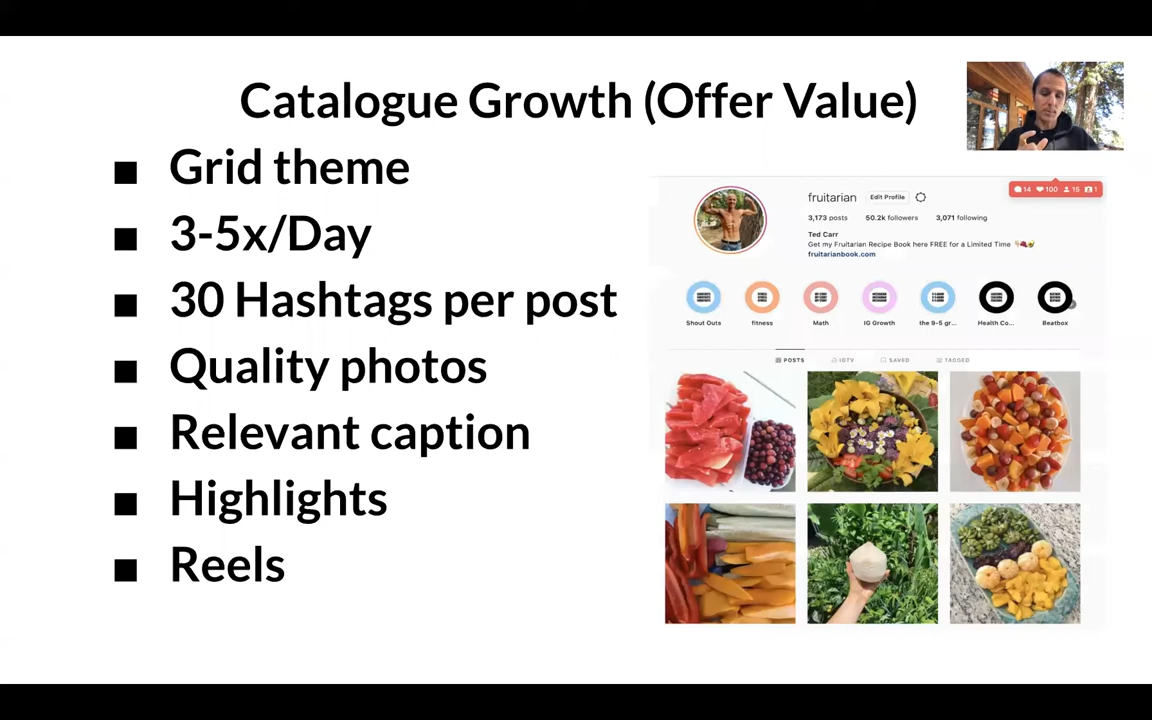 Catalogue Growth (Offer Value)
Grid theme
3-5x/Day
30 Hashtags per post
Quality photos
Relevant caption
Highlights
Reels
fruitarian Edit Profile
14 100 15 1
3,173 posts 50.2k followers 3,071 following
Ted Carr
Get my Fruitarian Recipe Book here FREE for a Limited Time
fruitarianbook.com
Shout Outs fitness Math IG Growth the 9-5 gr... Health Co... Beatbox
POSTS IGTV SAVED TAGGED